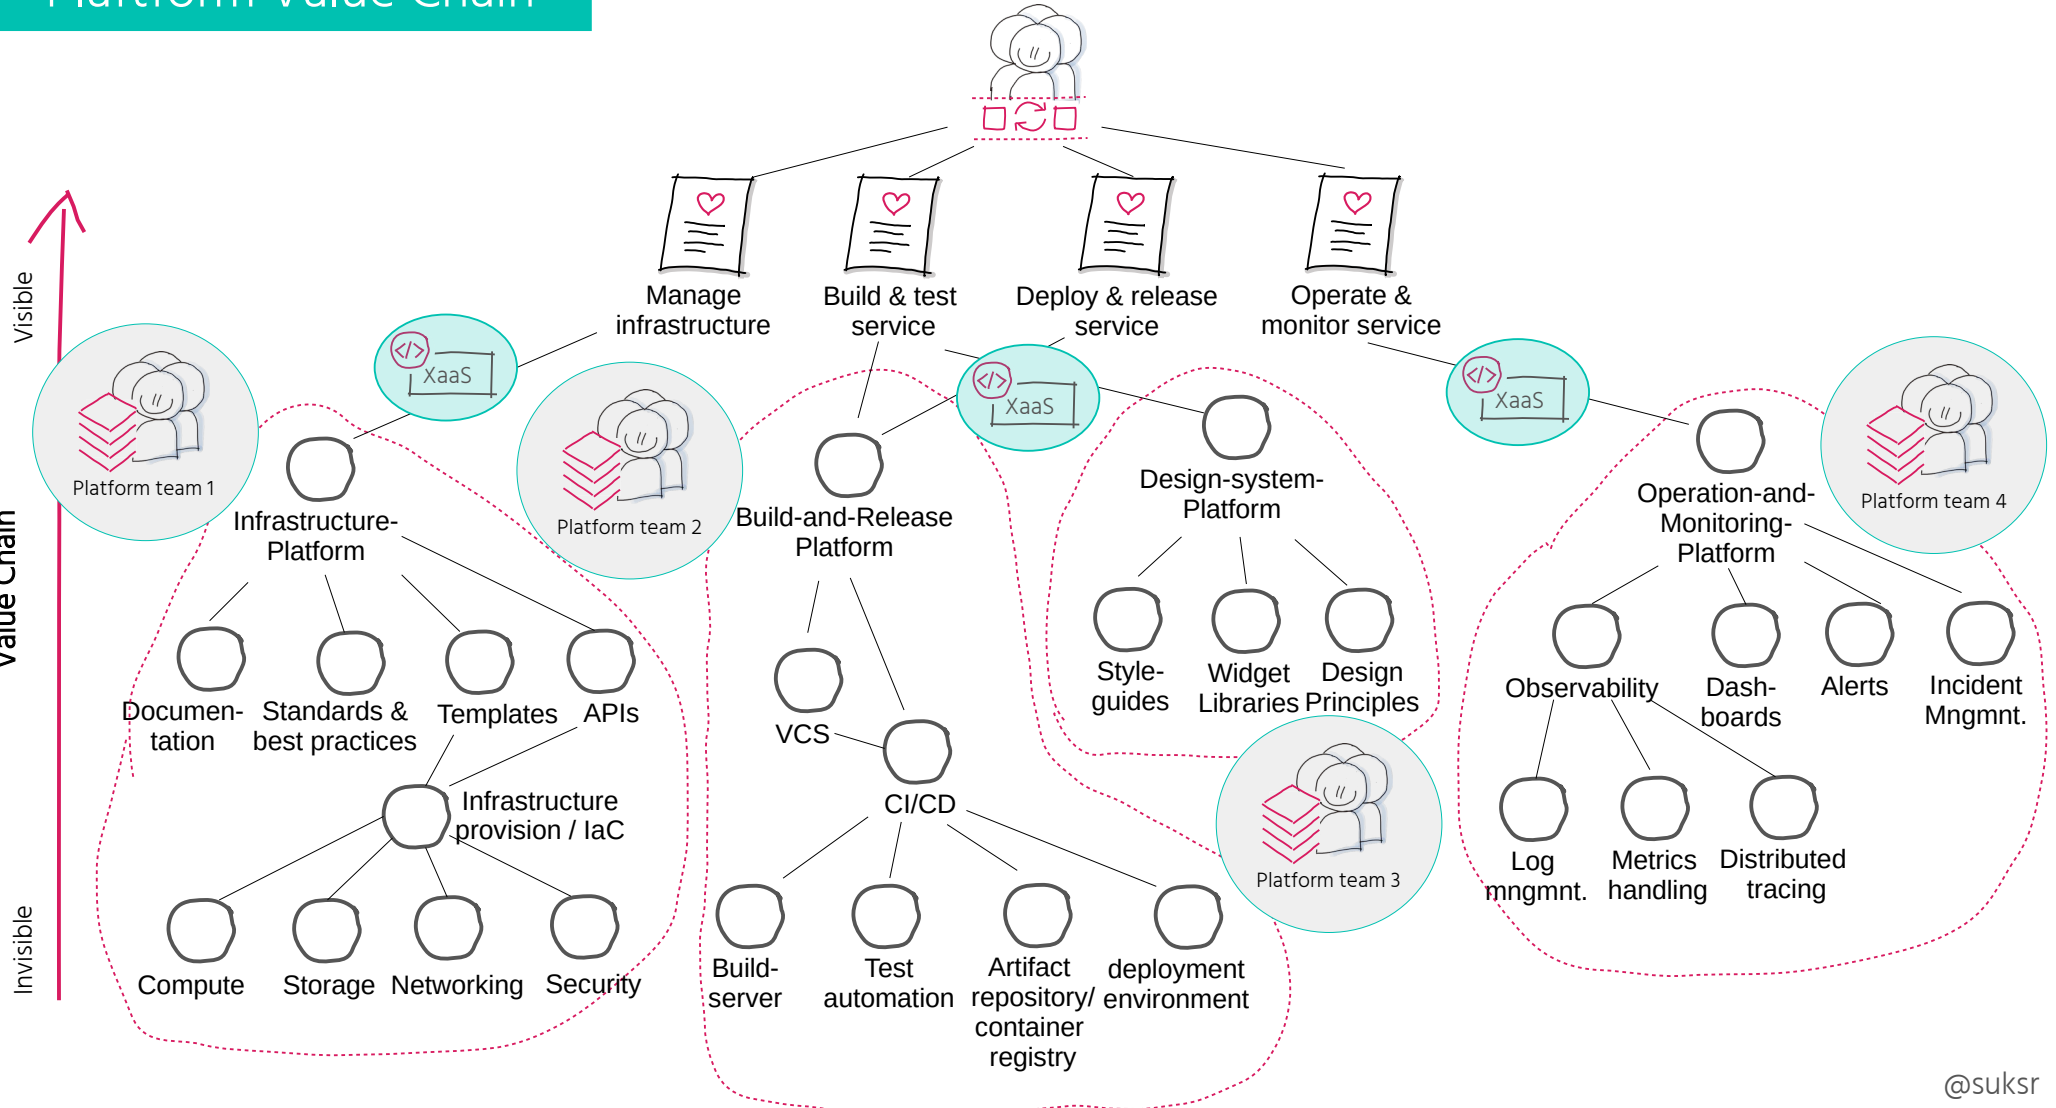 Platform Value Chain
Manage
infrastructure
Build & test
service
Deploy & release
service
Operate &
monitor service
Visible
Value Chain
Invisible
</>
XaaS
</>
XaaS
</>
XaaS
Platform team 1
Platform team 2
Platform team 3
Platform team 4
Infrastructure-
Platform
Documen-
tation
Standards &
best practices
Templates
APIs
Infrastructure
provision / IaC
Compute
Storage
Networking
Security
Build-and-Release
Platform
VCS
CI/CD
Build-
server
Test
automation
Artifact
repository/
container
registry
deployment
environment
Design-system-
Platform
Style-
guides
Widget
Libraries
Design
Principles
Operation-and-
Monitoring-
Platform
Observability
Dash-
boards
Alerts
Incident
Mngmnt.
Log
mngmnt.
Metrics
handling
Distributed
tracing
@suksr